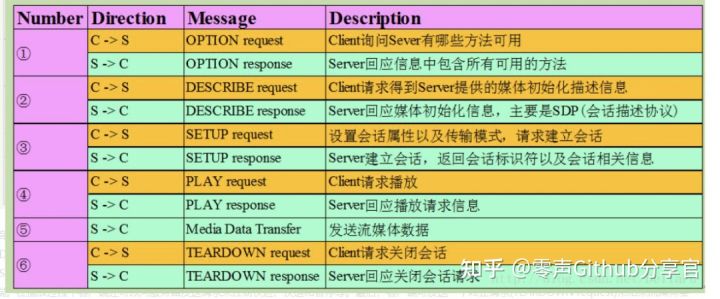 Number Direction Message Description
① C -> S OPTION request Client询问Sever有哪些方法可用
S -> C OPTION response Server回应信息中包含所有可用的方法
② C -> S DESCRIBE request Client请求得到Server提供的媒体初始化描述信息
S -> C DESCRIBE response Server回应媒体初始化信息，主要是SDP(会话描述协议)
③ C -> S SETUP request 设置会话属性以及传输模式，请求建立会话
S -> C SETUP response Server建立会话，返回会话标识符以及会话相关信息
④ C -> S PLAY request Client请求播放
S -> C PLAY response Server回应播放请求信息
⑤ S -> C Media Data Transfer 发送流媒体数据
⑥ C -> S TEARDOWN request Client请求关闭会话
S -> C TEARDOWN response Server回应关闭会话请求
知乎 @零声Github分享官